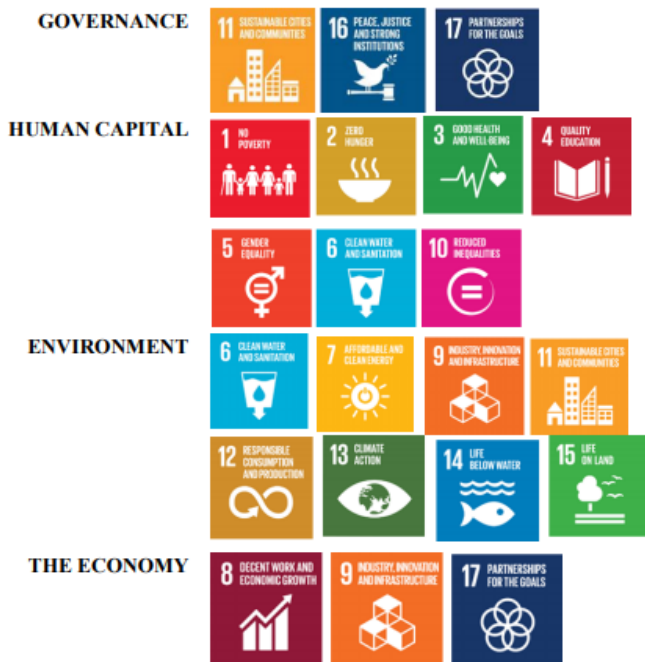 GOVERNANCE
11 SUSTAINABLE CITIES
AND COMMUNITIES
16 PEACE, JUSTICE
AND STRONG
INSTITUTIONS
17 PARTNERSHIPS
FOR THE GOALS
HUMAN CAPITAL
1 NO
POVERTY
2 ZERO
HUNGER
3 GOOD HEALTH
AND WELL-BEING
4 QUALITY
EDUCATION
5 GENDER
EQUALITY
6 CLEAN WATER
AND SANITATION
10 REDUCED
INEQUALITIES
ENVIRONMENT
6 CLEAN WATER
AND SANITATION
7 AFFORDABLE AND
CLEAN ENERGY
9 INDUSTRY, INNOVATION
AND INFRASTRUCTURE
11 SUSTAINABLE CITIES
AND COMMUNITIES
12 RESPONSIBLE
CONSUMPTION
AND PRODUCTION
13 CLIMATE
ACTION
14 LIFE
BELOW WATER
15 LIFE
ON LAND
THE ECONOMY
8 DECENT WORK AND
ECONOMIC GROWTH
9 INDUSTRY, INNOVATION
AND INFRASTRUCTURE
17 PARTNERSHIPS
FOR THE GOALS